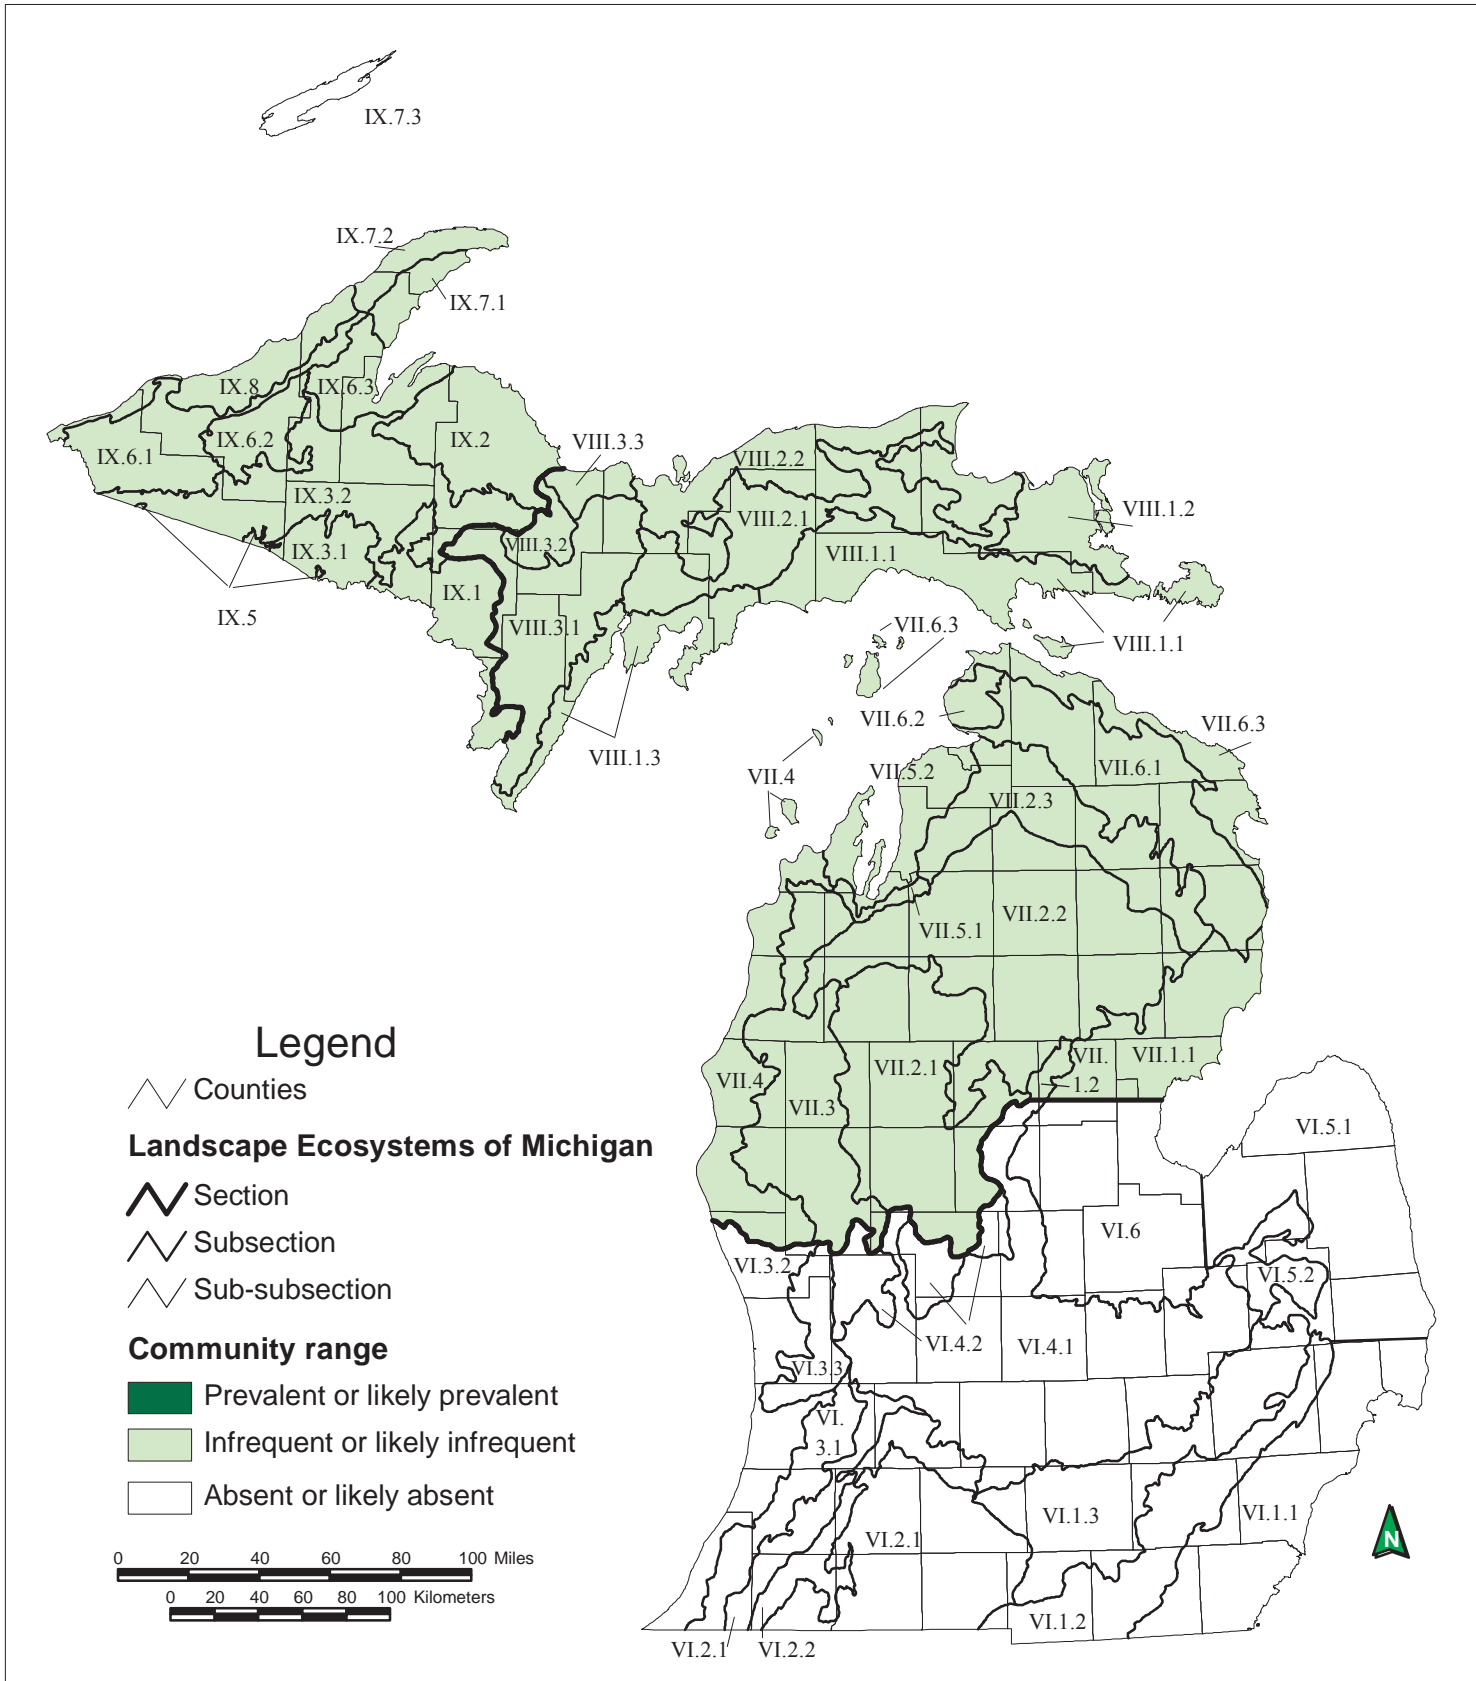 IX.7.3
IX.7.2
IX.7.1
IX.8
IX.6.3
IX.6.2
IX.6.1
IX.2
VIII.3.3
VIII.2.2
VIII.2.1
VIII.1.2
IX.3.2
IX.3.1
VIII.3.2
VIII.1.1
IX.1
IX.5
VIII.3.1
VII.6.3
VIII.1.1
VII.6.2
VII.6.3
VIII.1.3
VII.4
VII.5.2
VII.6.1
VII.2.3
VII.5.1
VII.2.2
VII.4
VII.3
VII.2.1
VII.
1.2
VII.1.1
VI.5.1
VI.6
VI.3.2
VI.5.2
VI.4.2
VI.4.1
VI.3.3
VI.
3.1
VI.1.3
VI.1.1
VI.2.1
VI.1.2
VI.2.1
VI.2.2
Legend
Counties
Landscape Ecosystems of Michigan
Section
Subsection
Sub-subsection
Community range
Prevalent or likely prevalent
Infrequent or likely infrequent
Absent or likely absent
0 20 40 60 80 100 Miles
0 20 40 60 80 100 Kilometers
N